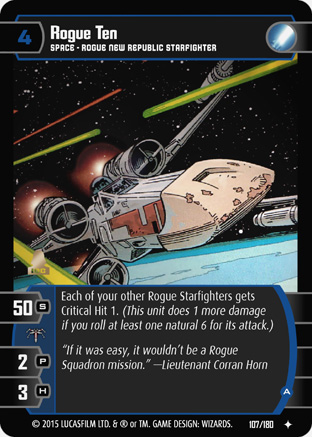 4
Rogue Ten
SPACE - ROGUE NEW REPUBLIC STARFIGHTER
50 S
Each of your other Rogue Starfighters gets
Critical Hit 1. (This unit does 1 more damage
if you roll at least one natural 6 for its attack.)
2 P
"If it was easy, it wouldn't be a Rogue
Squadron mission." —Lieutenant Corran Horn
3 H
A
© 2015 LUCASFILM LTD. & ® or TM. GAME DESIGN: WIZARDS.
107/180